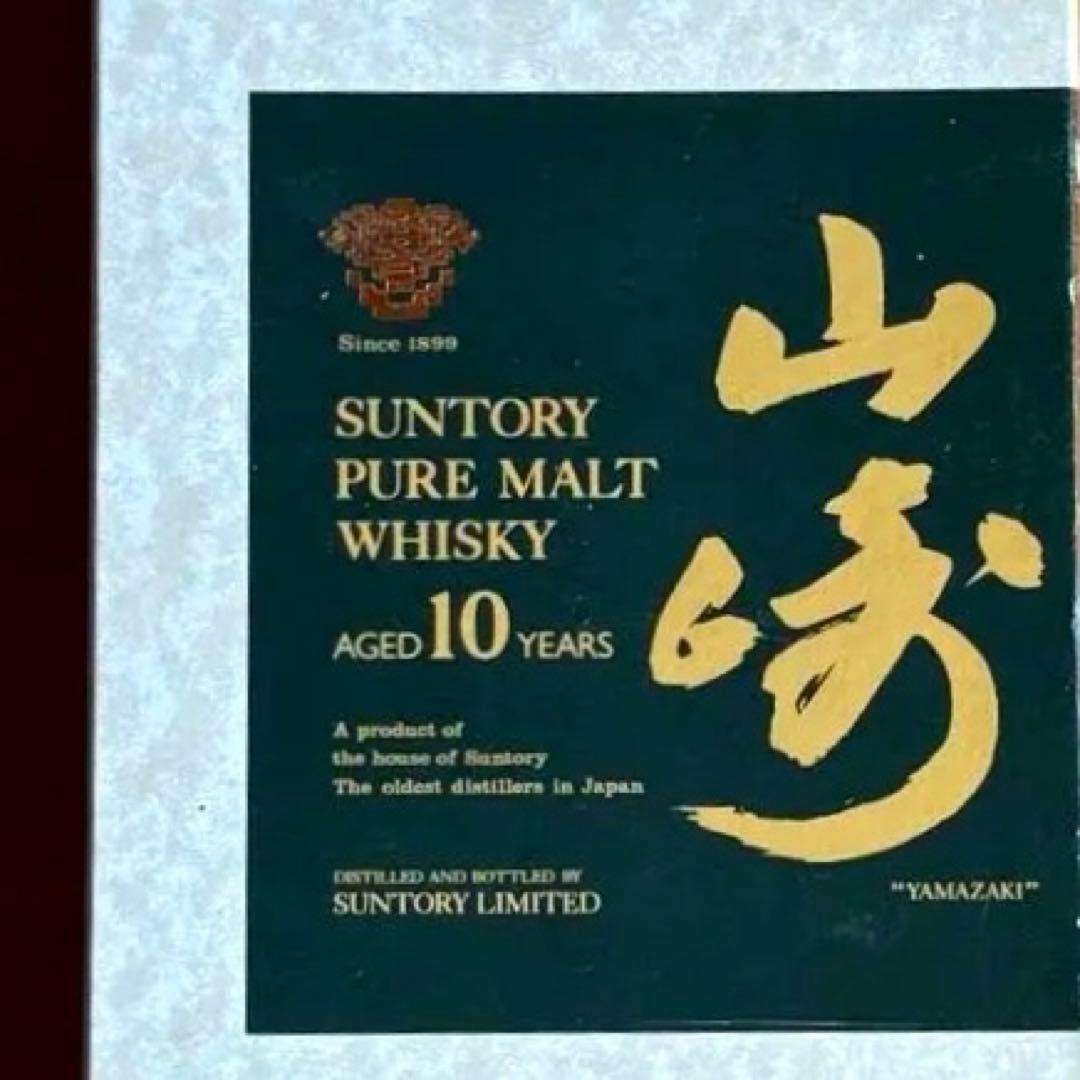 Since 1899
SUNTORY
PURE MALT
WHISKY
AGED 10 YEARS
A product of
the house of Suntory
The oldest distillers in Japan
DISTILLED AND BOTTLED BY
SUNTORY LIMITED
山崎
"YAMAZAKI"